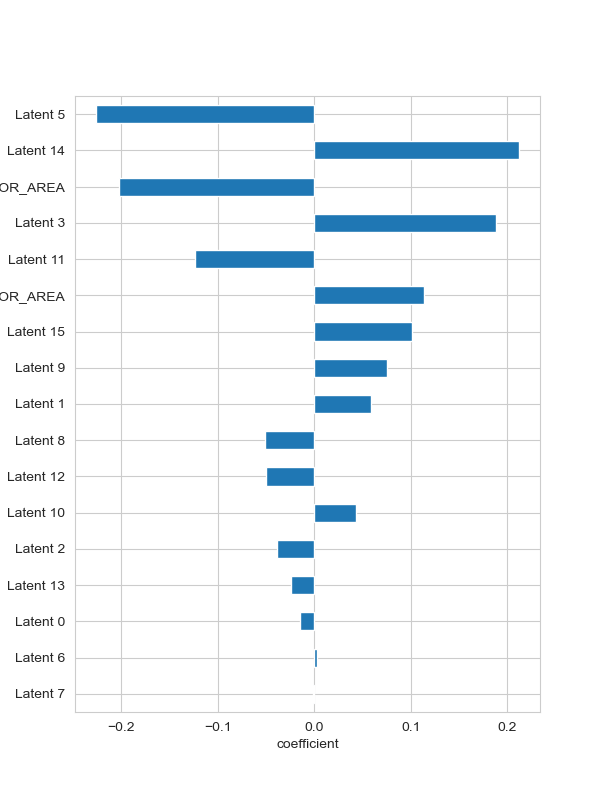 Latent 5
Latent 14
OR_AREA
Latent 3
Latent 11
OR_AREA
Latent 15
Latent 9
Latent 1
Latent 8
Latent 12
Latent 10
Latent 2
Latent 13
Latent 0
Latent 6
Latent 7
−0.2 −0.1 0.0 0.1 0.2
coefficient